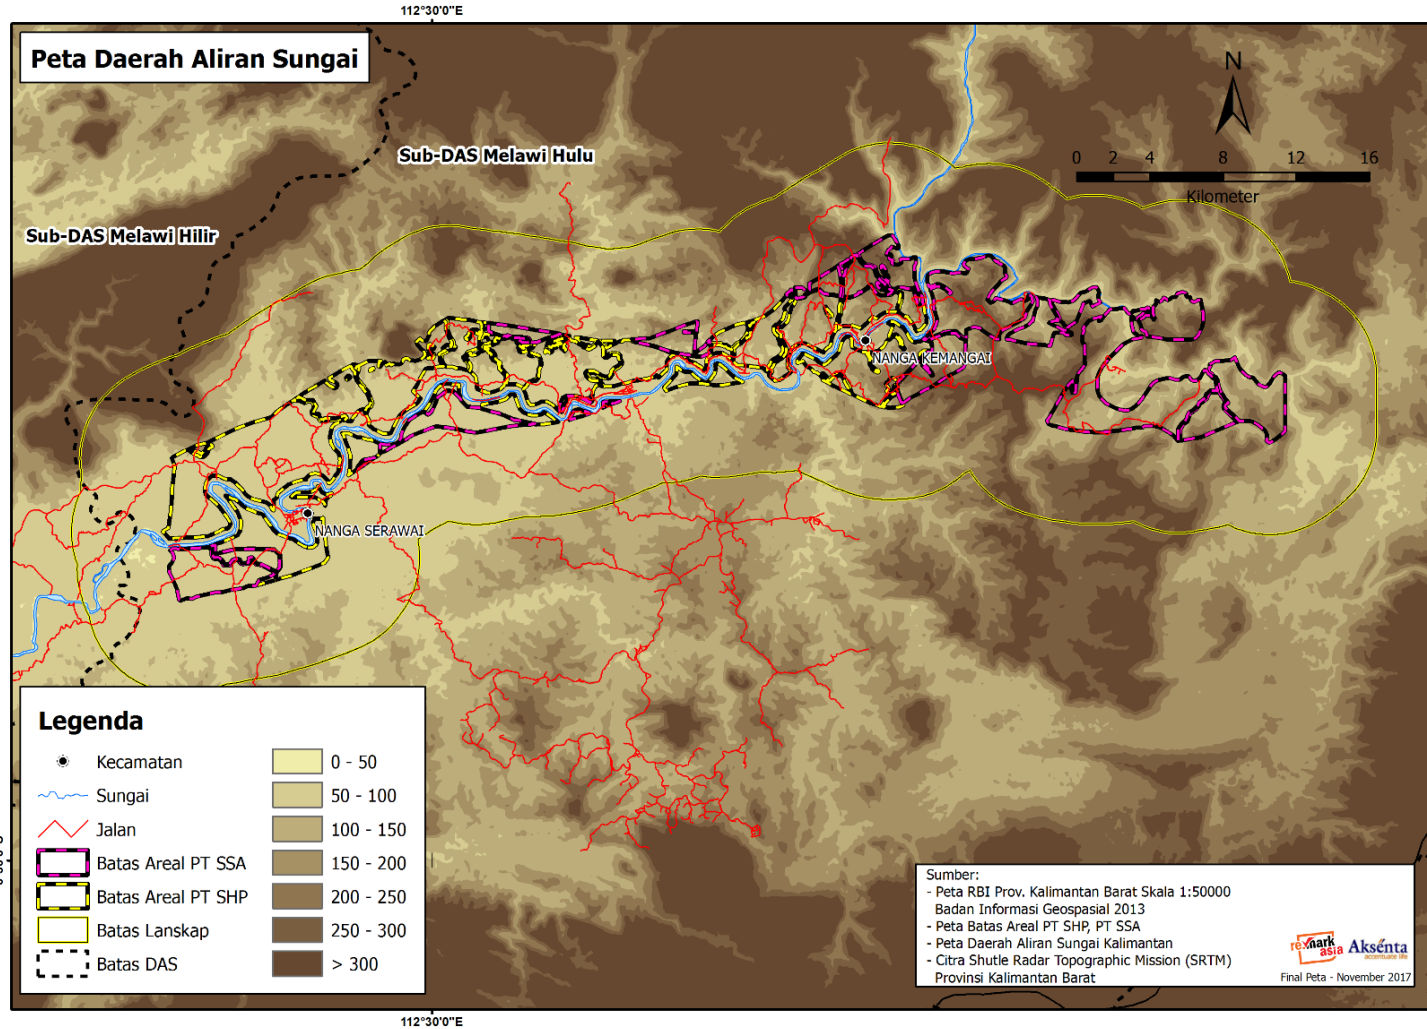 112°30'0"E
Peta Daerah Aliran Sungai
N
0 2 4 8 12 16
Kilometer
Sub-DAS Melawi Hulu
Sub-DAS Melawi Hilir
NANGA KEMANGAI
NANGA SERAWAI
Legenda
Kecamatan
Sungai
Jalan
Batas Areal PT SSA
Batas Areal PT SHP
Batas Lanskap
Batas DAS
0 - 50
50 - 100
100 - 150
150 - 200
200 - 250
250 - 300
> 300
Sumber:
- Peta RBI Prov. Kalimantan Barat Skala 1:50000
Badan Informasi Geospasial 2013
- Peta Batas Areal PT SHP, PT SSA
- Peta Daerah Aliran Sungai Kalimantan
- Citra Shutle Radar Topographic Mission (SRTM)
Provinsi Kalimantan Barat
remark asia
Aksenta
accentuate life
Final Peta - November 2017
112°30'0"E